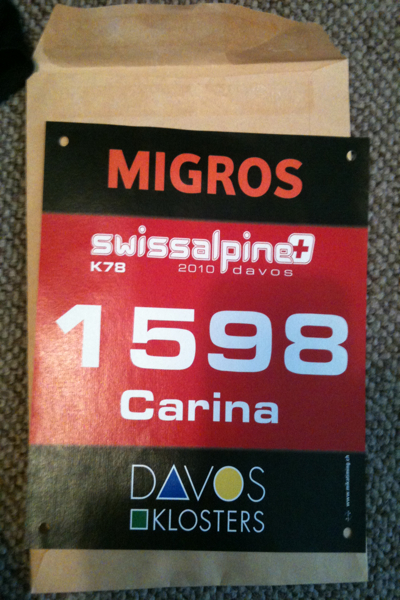 MIGROS
swissalpine
K78
2010 davos
1598
Carina
DAVOS
KLOSTERS